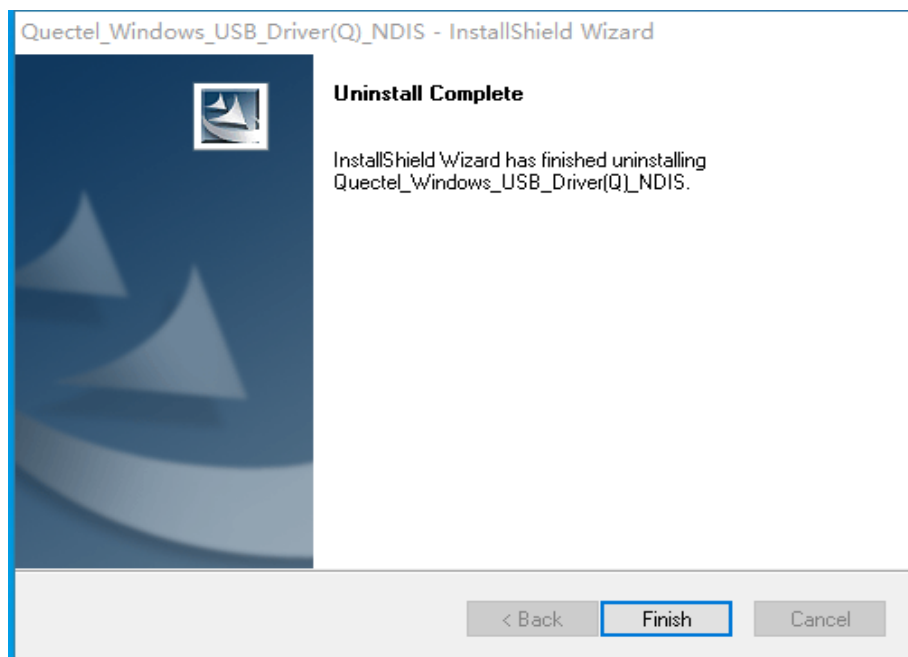 Quectel_Windows_USB_Driver(Q)_NDIS - InstallShield Wizard
Uninstall Complete
InstallShield Wizard has finished uninstalling
Quectel_Windows_USB_Driver(Q)_NDIS.
< Back
Finish
Cancel